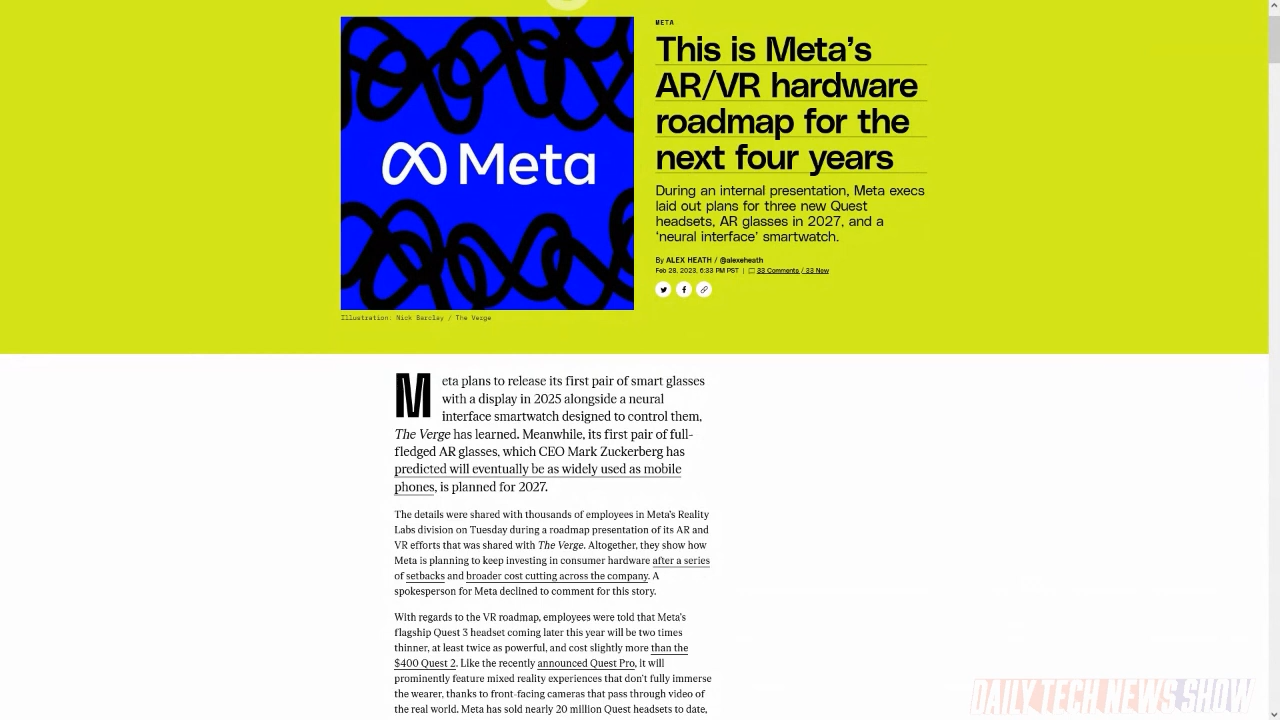 Meta
Illustration: Nick Barclay / The Verge
META
This is Meta's
AR/VR hardware
roadmap for the
next four years
During an internal presentation, Meta execs
laid out plans for three new Quest
headsets, AR glasses in 2027, and a
‘neural interface’ smartwatch.
By ALEX HEATH / @alexeheath
Feb 28, 2023, 6:33 PM PST | 33 Comments / 33 New
Meta plans to release its first pair of smart glasses
with a display in 2025 alongside a neural
interface smartwatch designed to control them,
The Verge has learned. Meanwhile, its first pair of full-
fledged AR glasses, which CEO Mark Zuckerberg has
predicted will eventually be as widely used as mobile
phones, is planned for 2027.
The details were shared with thousands of employees in Meta's Reality
Labs division on Tuesday during a roadmap presentation of its AR and
VR efforts that was shared with The Verge. Altogether, they show how
Meta is planning to keep investing in consumer hardware after a series
of setbacks and broader cost cutting across the company. A
spokesperson for Meta declined to comment for this story.
With regards to the VR roadmap, employees were told that Meta's
flagship Quest 3 headset coming later this year will be two times
thinner, at least twice as powerful, and cost slightly more than the
$400 Quest 2. Like the recently announced Quest Pro, it will
prominently feature mixed reality experiences that don't fully immerse
the wearer, thanks to front-facing cameras that pass through video of
the real world. Meta has sold nearly 20 million Quest headsets to date,
DAILY TECH NEWS SHOW